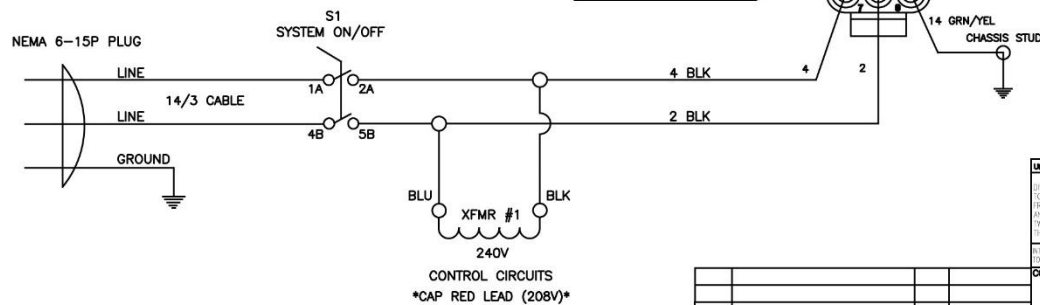 S1
SYSTEM ON/OFF
NEMA 6-15P PLUG
LINE
14/3 CABLE
LINE
GROUND
1A
2A
4B
5B
4 BLK
2 BLK
4
2
7
14 GRN/YEL
CHASSIS STUD
BLU
BLK
XFMR #1
240V
CONTROL CIRCUITS
*CAP RED LEAD (208V)*